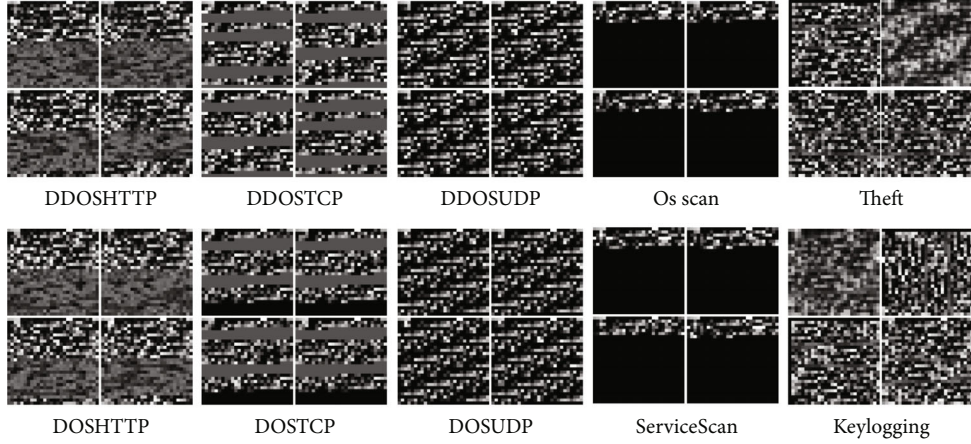 DDOSHTTP
DDOSTCP
DDOSUDP
Os scan
Theft
DOSHTTP
DOSTCP
DOSUDP
ServiceScan
Keylogging